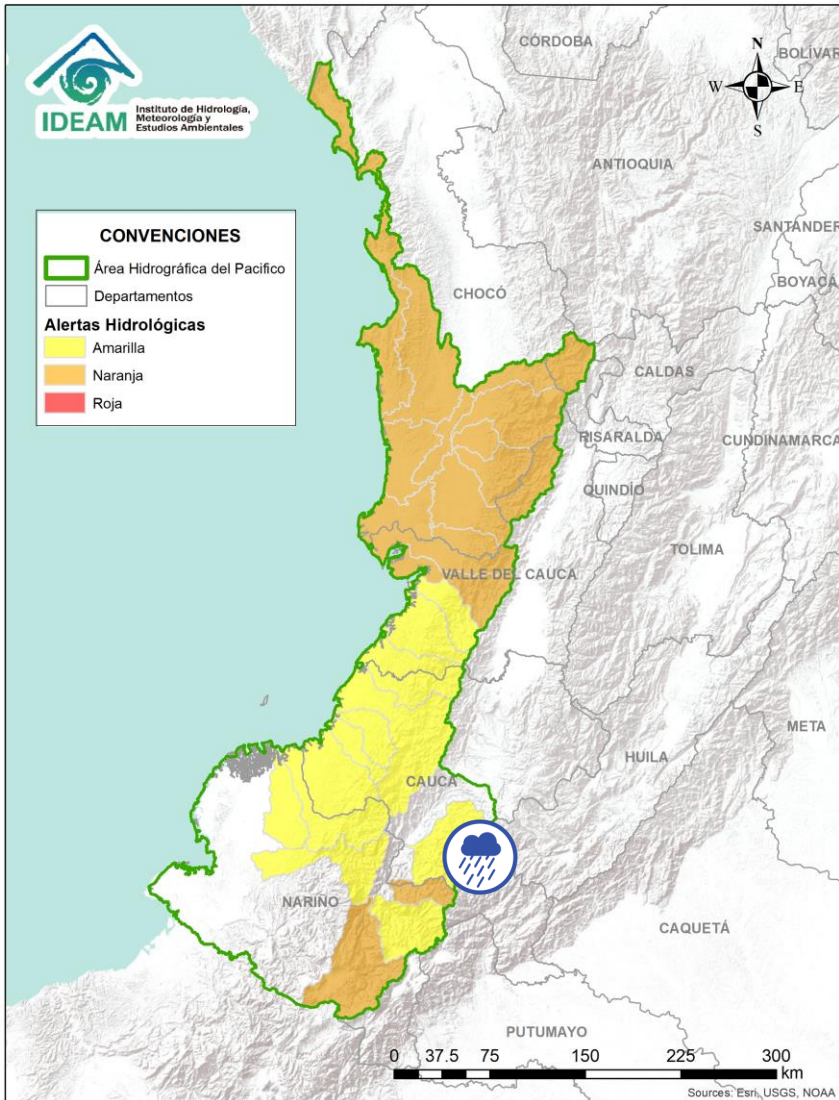 IDEAM
Instituto de Hidrología,
Meteorología y
Estudios Ambientales
CÓRDOBA
BOLÍVAR
N
W
E
S
ANTIOQUIA
SANTANDER
BOYACÁ
CONVENCIONES
Área Hidrográfica del Pacifico
Departamentos
Alertas Hidrológicas
Amarilla
Naranja
Roja
CHOCÓ
CALDAS
RISARALDA
CUNDINAMARCA
QUINDÍO
TOLIMA
VALLE DEL CAUCA
META
HUILA
CAUCA
NARIÑO
CAQUETÁ
PUTUMAYO
0 37.5 75 150 225 300
km
Sources: Esri, USGS, NOAA